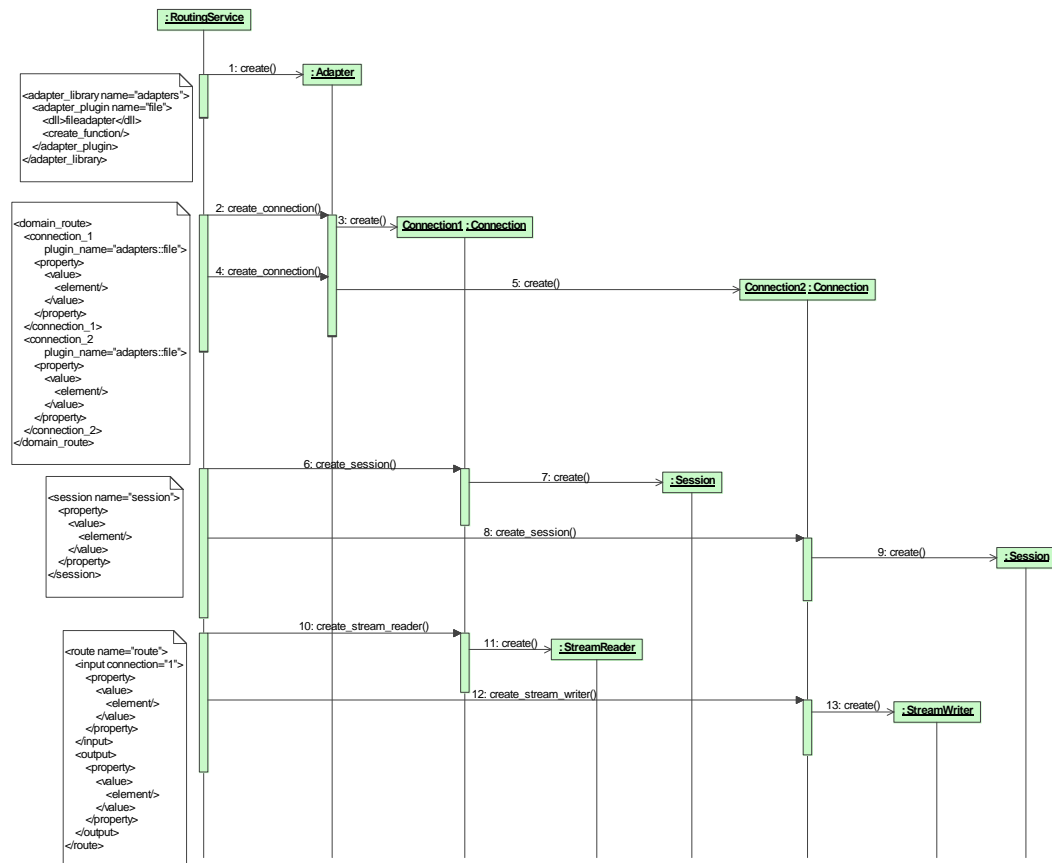 : RoutingService
1: create()
: Adapter
<adapter_library name="adapters">
<adapter_plugin name="file">
<dll>fileadapter</dll>
<create_function/>
</adapter_plugin>
</adapter_library>
2: create_connection()
3: create()
Connection1 : Connection
<domain_route>
<connection_1
plugin_name="adapters::file">
<property>
<value>
<element/>
</value>
</property>
</connection_1>
<connection_2
plugin_name="adapters::file">
<property>
<value>
<element/>
</value>
</property>
</connection_2>
</domain_route>
4: create_connection()
5: create()
Connection2 : Connection
6: create_session()
7: create()
: Session
<session name="session">
<property>
<value>
<element/>
</value>
</property>
</session>
8: create_session()
9: create()
: Session
10: create_stream_reader()
11: create()
: StreamReader
<route name="route">
<input connection="1">
<property>
<value>
<element/>
</value>
</property>
</input>
<output>
<property>
<value>
<element/>
</value>
</property>
</output>
</route>
12: create_stream_writer()
13: create()
: StreamWriter